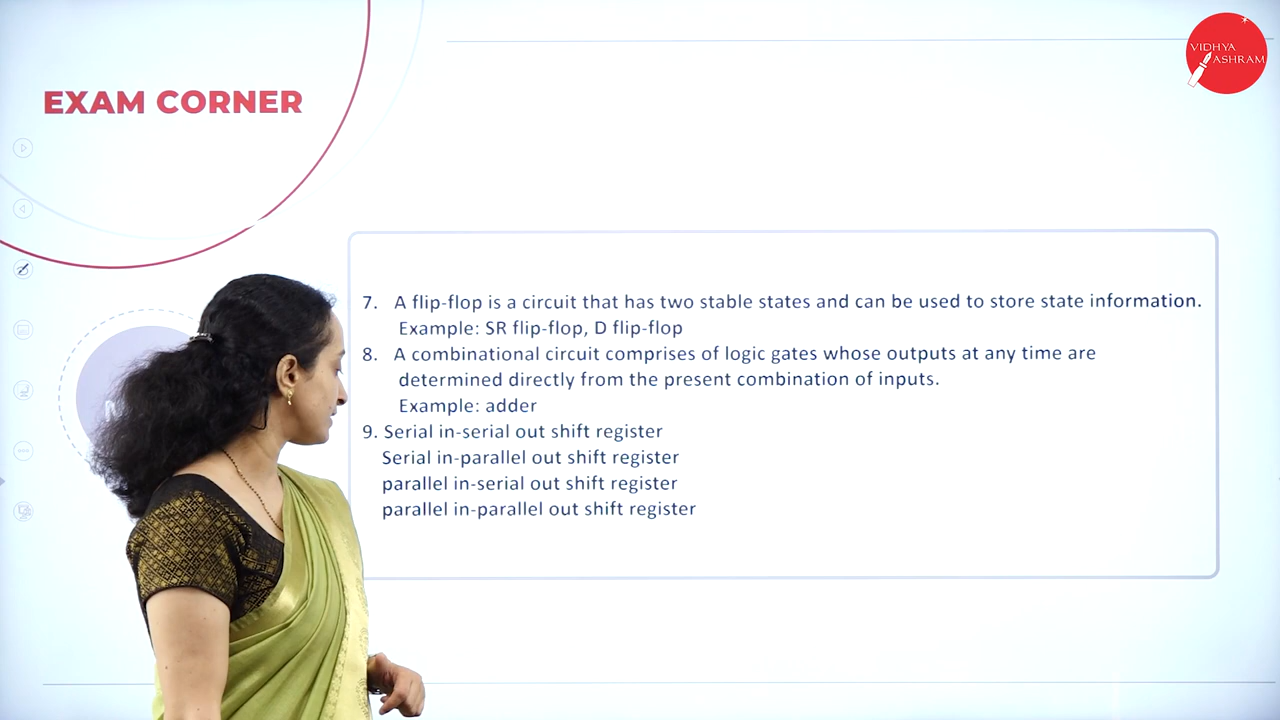 VIDHYA
ASHRAM
EXAM CORNER
7. A flip-flop is a circuit that has two stable states and can be used to store state information.
Example: SR flip-flop, D flip-flop
8. A combinational circuit comprises of logic gates whose outputs at any time are
determined directly from the present combination of inputs.
Example: adder
9. Serial in-serial out shift register
Serial in-parallel out shift register
parallel in-serial out shift register
parallel in-parallel out shift register